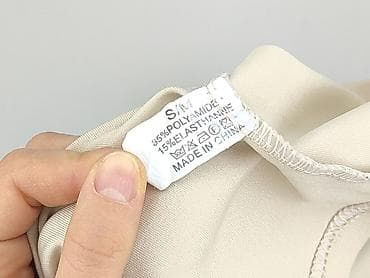 S/M
85%POLYAMIDE
15%ELASTHANNE
MADE IN CHINA